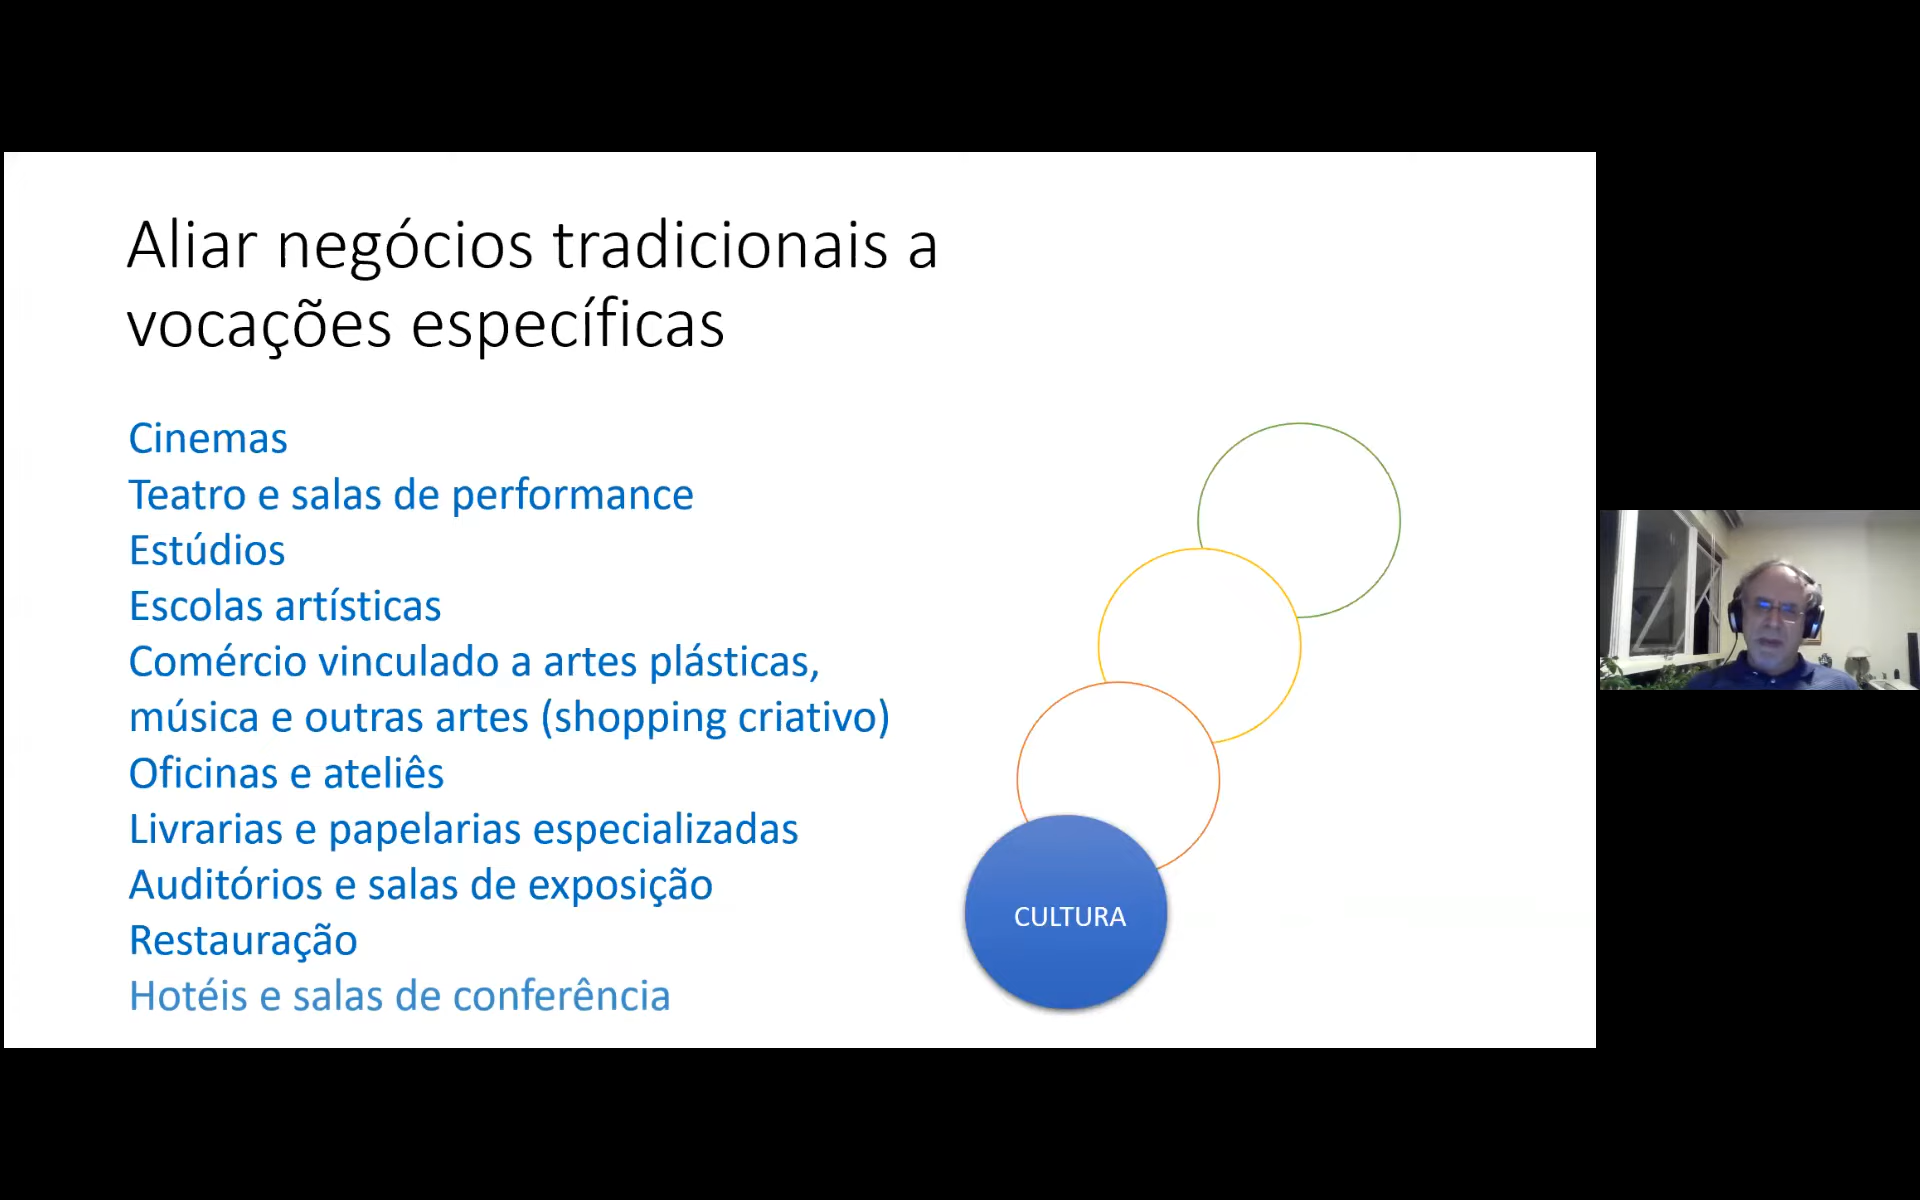 Aliar negócios tradicionais a
vocações específicas
Cinemas
Teatro e salas de performance
Estúdios
Escolas artísticas
Comércio vinculado a artes plásticas,
música e outras artes (shopping criativo)
Oficinas e ateliês
Livrarias e papelarias especializadas
Auditórios e salas de exposição
Restauração
Hotéis e salas de conferência
CULTURA